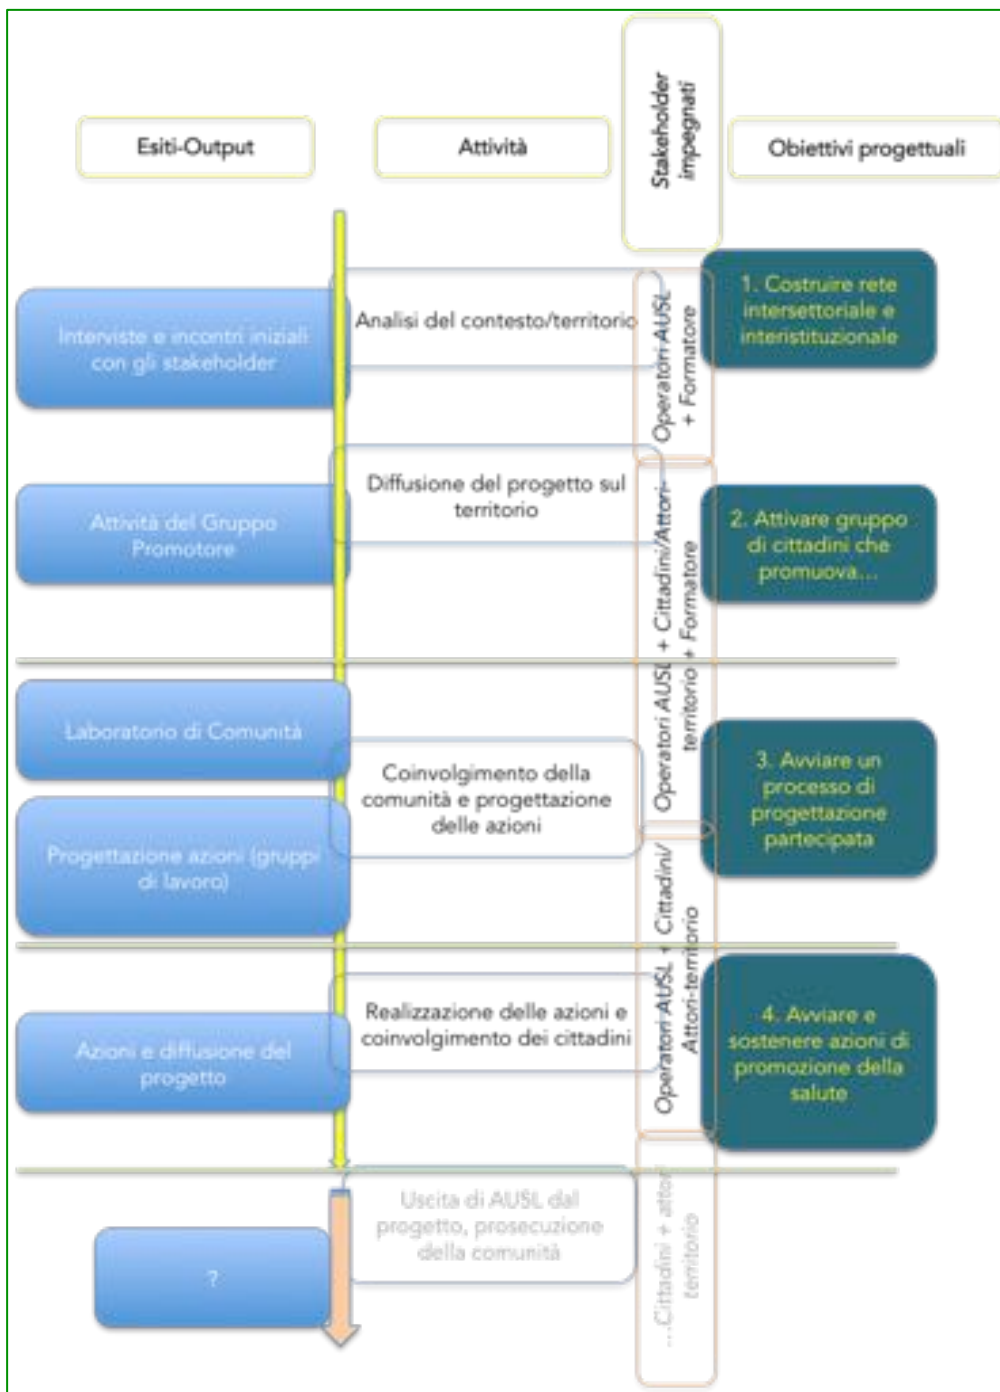 Esiti-Output
Attività
Stakeholder
impegnati
Obiettivi progettuali
Interviste e incontri iniziali
con gli stakeholder
Analisi del contesto/territorio
Operatori AUSL
+ Formatore
1. Costruire rete
intersettoriale e
interistituzionale
Attività del Gruppo
Promotore
Diffusione del progetto sul
territorio
Operatori AUSL + Cittadini/Attori-
territorio + Formatore
2. Attivare gruppo
di cittadini che
promuova...
Laboratorio di Comunità
Progettazione azioni (gruppi
di lavoro)
Coinvolgimento della
comunità e progettazione
delle azioni
3. Avviare un
processo di
progettazione
partecipata
Azioni e diffusione del
progetto
Realizzazione delle azioni e
coinvolgimento dei cittadini
Operatori AUSL + Cittadini/
Attori-territorio
4. Avviare e
sostenere azioni di
promozione della
salute
?
Uscita di AUSL dal
progetto, prosecuzione
della comunità
...Cittadini + attori
territorio